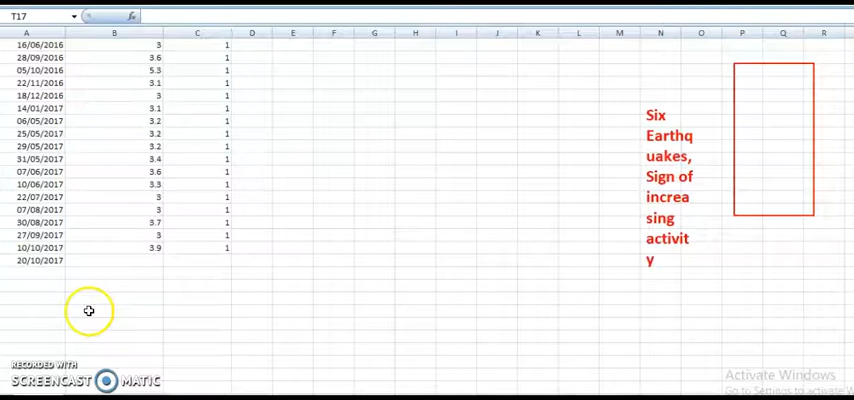 T17
A B C D E F G H I J K L M N O P Q R
16/06/2016 3 1
28/09/2016 3.6 1
05/10/2016 5.3 1
22/11/2016 3.1 1
18/12/2016 3 1
14/01/2017 3.1 1
06/05/2017 3.2 1
25/05/2017 3.2 1
29/05/2017 3.2 1
31/05/2017 3.4 1
07/06/2017 3.6 1
10/06/2017 3.3 1
22/07/2017 3 1
07/08/2017 3 1
30/08/2017 3.7 1
27/09/2017 3 1
10/10/2017 3.9 1
20/10/2017
Six
Earthq
uakes,
Sign of
increa
sing
activit
y
RECORDED WITH
SCREENCAST MATIC
Activate Windows
Go to Settings to activate W